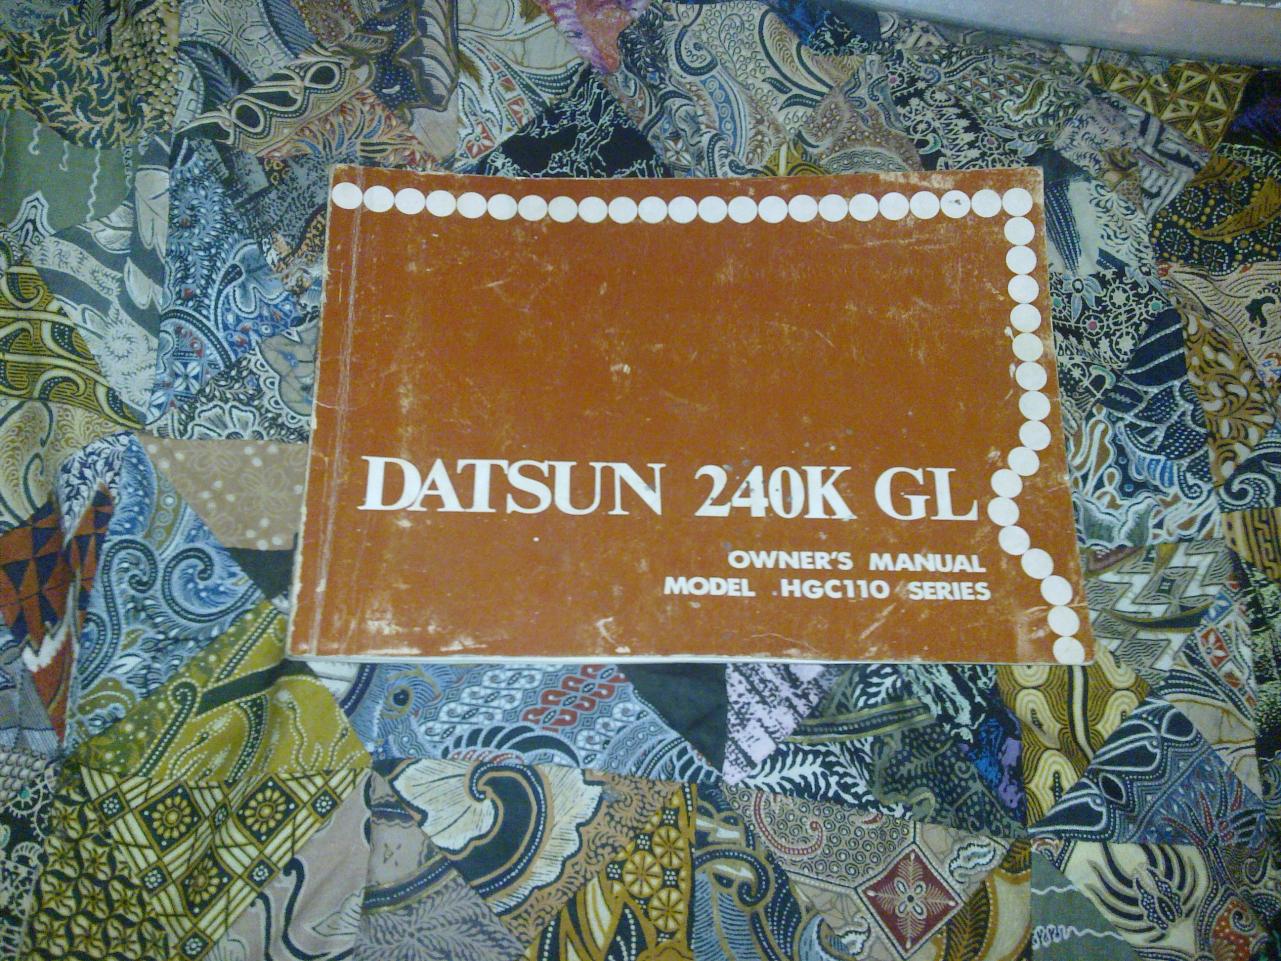 DATSUN 240K GL
OWNER'S MANUAL
MODEL HGC110 SERIES